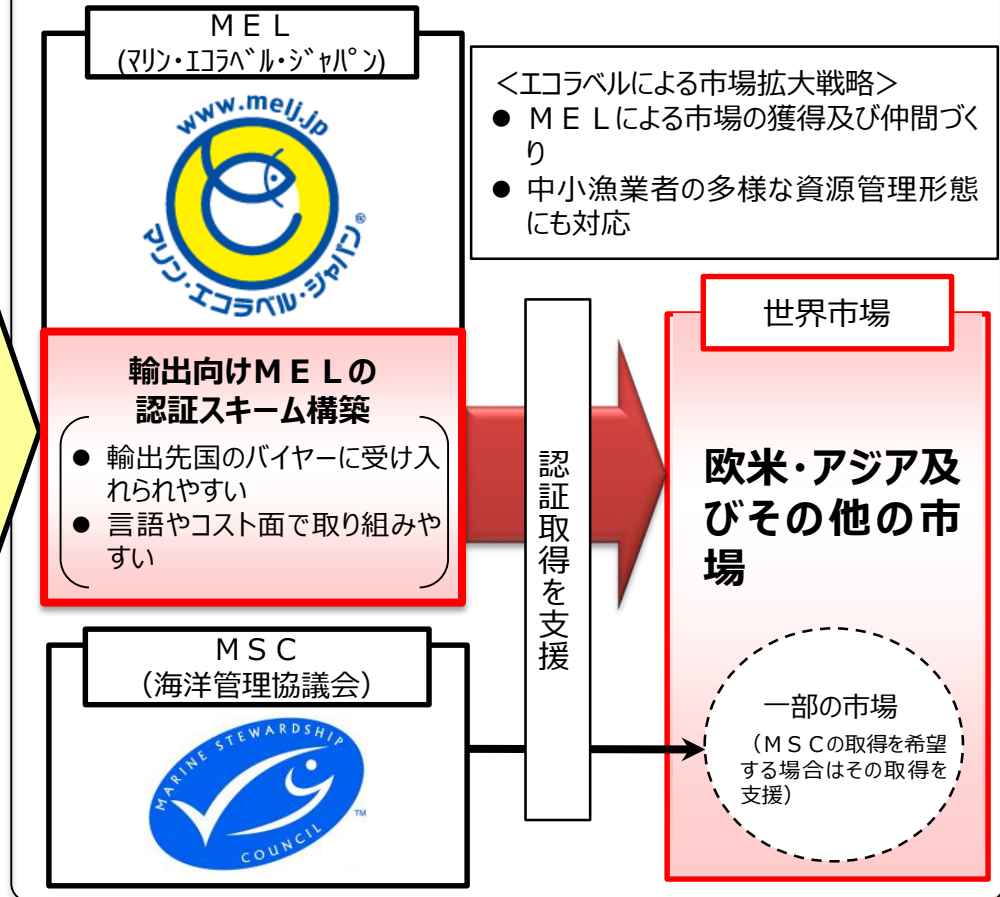 ＭＥＬ
(ﾏﾘﾝ・ｴｺﾗﾍﾞﾙ・ｼﾞｬﾊﾟﾝ)
www.melj.jp
マリン・エコラベル・ジャパン®
＜エコラベルによる市場拡大戦略＞
● ＭＥＬによる市場の獲得及び仲間づく
り
● 中小漁業者の多様な資源管理形態
にも対応
輸出向けＭＥＬの
認証スキーム構築
● 輸出先国のバイヤーに受け入
れられやすい
● 言語やコスト面で取り組みや
すい
認証取得を支援
世界市場
欧米・アジア及
びその他の市
場
ＭＳＣ
（海洋管理協議会）
MARINE STEWARDSHIP
COUNCIL
TM
一部の市場
（ＭＳＣの取得を希望
する場合はその取得を
支援）